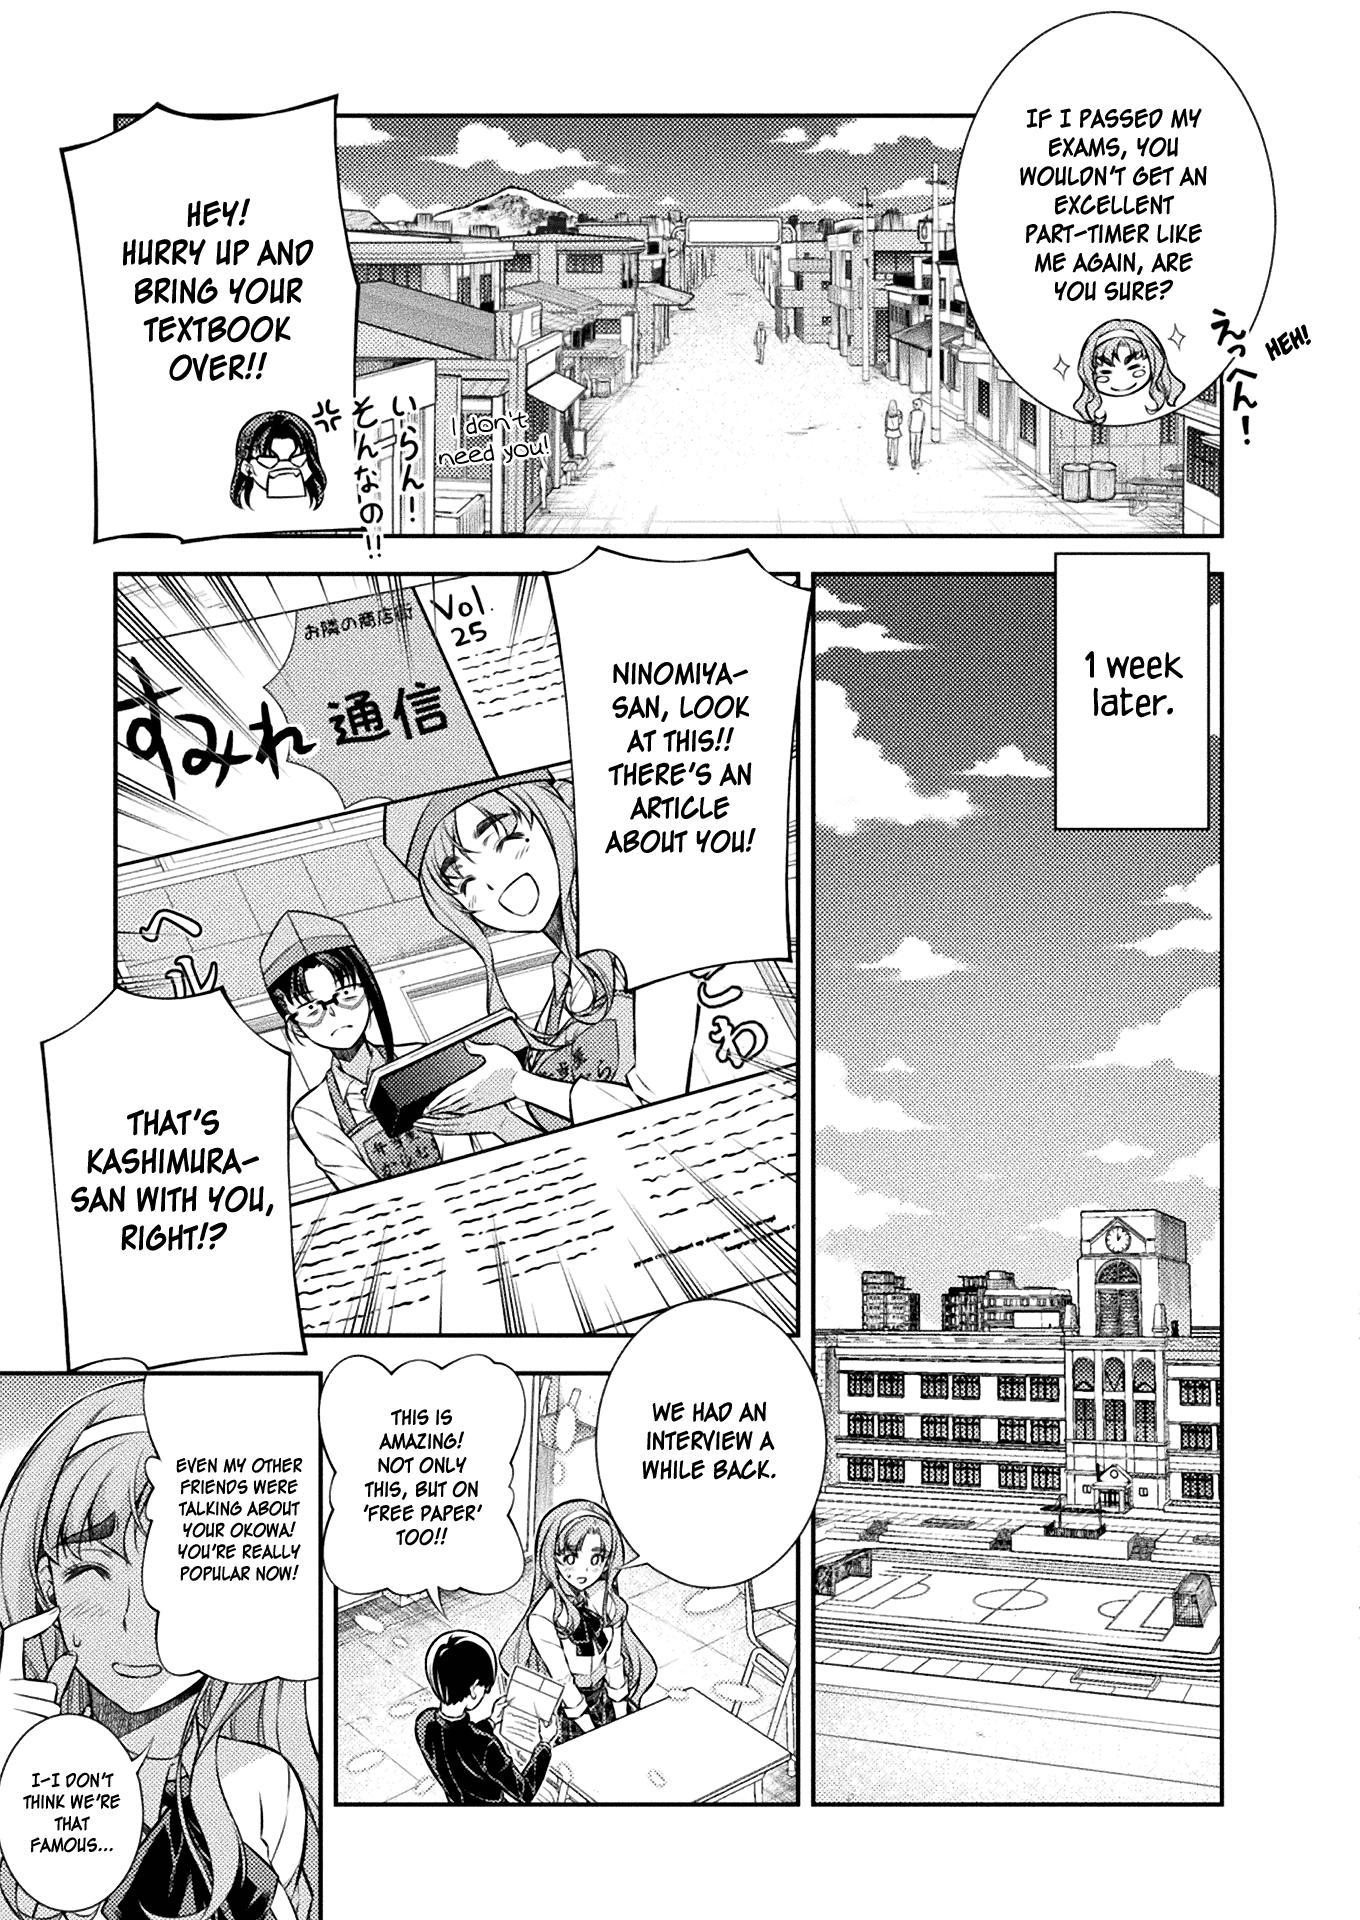 IF I PASSED MY
EXAMS, YOU
WOULDN'T GET AN
EXCELLENT
PART-TIMER LIKE
ME AGAIN, ARE
YOU SURE?
えっへん!
HEH!
HEY!
HURRY UP AND
BRING YOUR
TEXTBOOK
OVER!!
いらん!
そんなの!!
I don't
need you!
1 week
later.
NINOMIYA-
SAN, LOOK
AT THIS!!
THERE'S AN
ARTICLE
ABOUT YOU!
お隣の商店街
Vol.
25
すみれ通信
THAT'S
KASHIMURA-
SAN WITH YOU,
RIGHT!?
WE HAD AN
INTERVIEW A
WHILE BACK.
THIS IS
AMAZING!
NOT ONLY
THIS, BUT ON
'FREE PAPER'
TOO!!
EVEN MY OTHER
FRIENDS WERE
TALKING ABOUT
YOUR OKOWA!
YOU'RE REALLY
POPULAR NOW!
I-I DON'T
THINK WE'RE
THAT
FAMOUS...